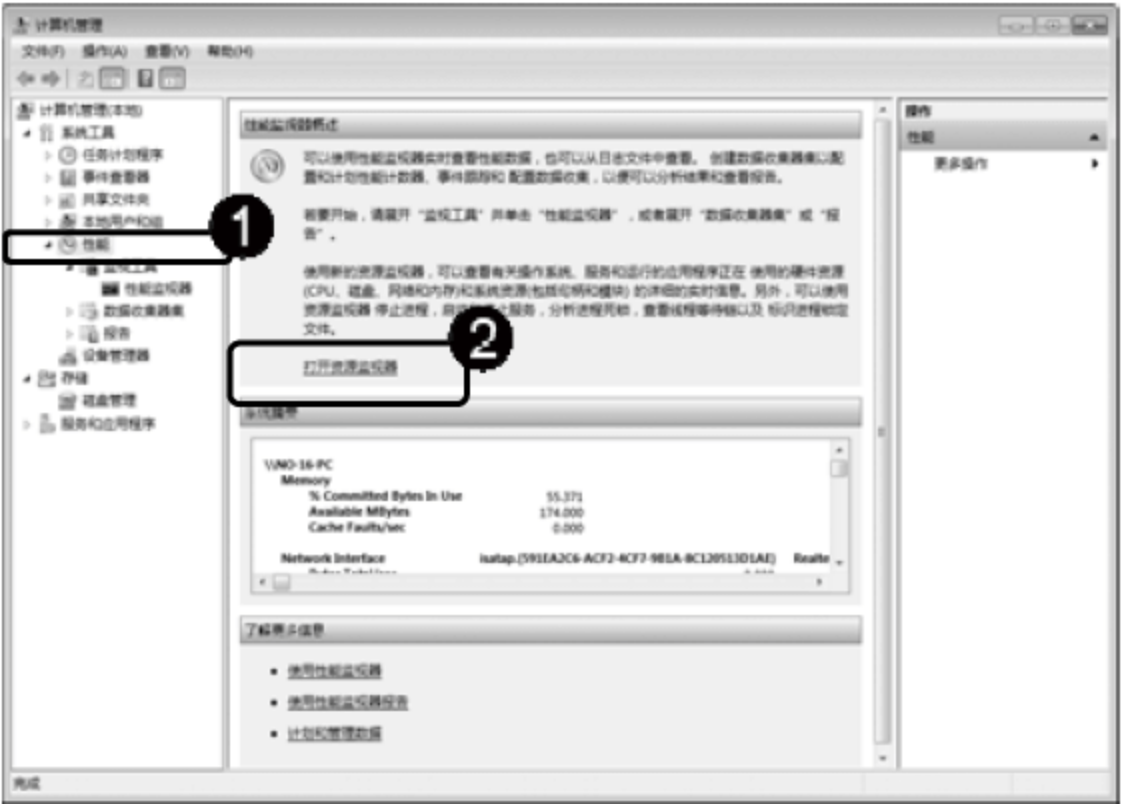 计算机管理
文件(F) 操作(A) 查看(V) 帮助(H)
计算机管理(本地)
系统工具
任务计划程序
事件查看器
共享文件夹
本地用户和组
性能
监视工具
性能监视器
数据收集器集
报告
设备管理器
存储
磁盘管理
服务和应用程序
1
性能监视器概述
可以使用性能监视器实时查看性能数据，也可以从日志文件中查看。 创建数据收集器集以配
置和计划性能计数器、事件跟踪和 配置数据收集，以便可以分析结果和查看报告。
若要开始，请展开“监视工具”并单击“性能监视器”，或者展开“数据收集器集”或“报
告”。
使用新的资源监视器，可以查看有关操作系统、服务和运行的应用程序正在 使用的硬件资源
(CPU、磁盘、网络和内存)和系统资源(包括句柄和模块) 的详细的实时信息。另外，可以使用
资源监视器 停止进程，启动 止服务，分析进程死锁，查看线程等待链以及 标识进程锁定
文件。
2
打开资源监视器
系统摘要
\\NO-16-PC
Memory
% Committed Bytes In Use 55.371
Available MBytes 174.000
Cache Faults/sec 0.000
Network Interface isatap.{591EA2C6-ACF2-4CF7-9B1A-8C120513D1AE} Realte
了解更多信息
使用性能监视器
使用性能监视器报告
计划和管理数据
操作
性能
更多操作
完成